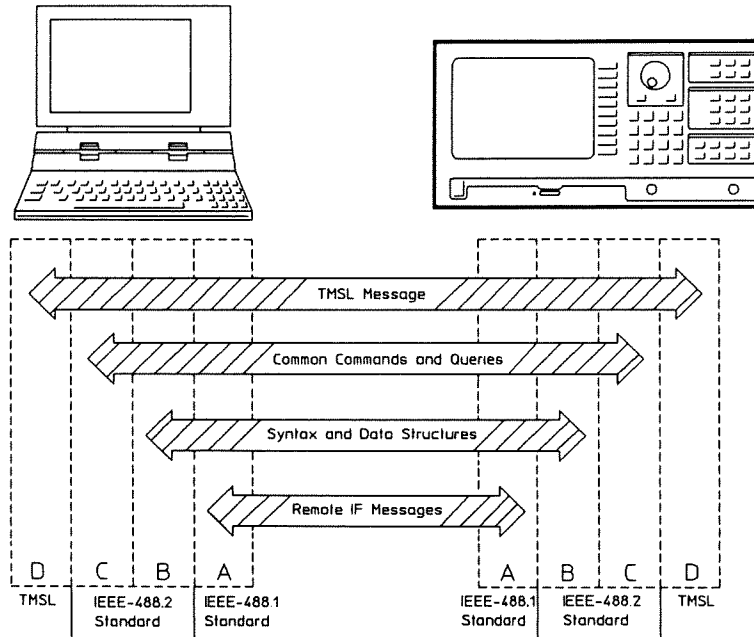 TMSL Message
Common Commands and Queries
Syntax and Data Structures
Remote IF Messages
D C B A A B C D
TMSL IEEE-488.2 IEEE-488.1 IEEE-488.1 IEEE-488.2 TMSL
Standard Standard Standard Standard